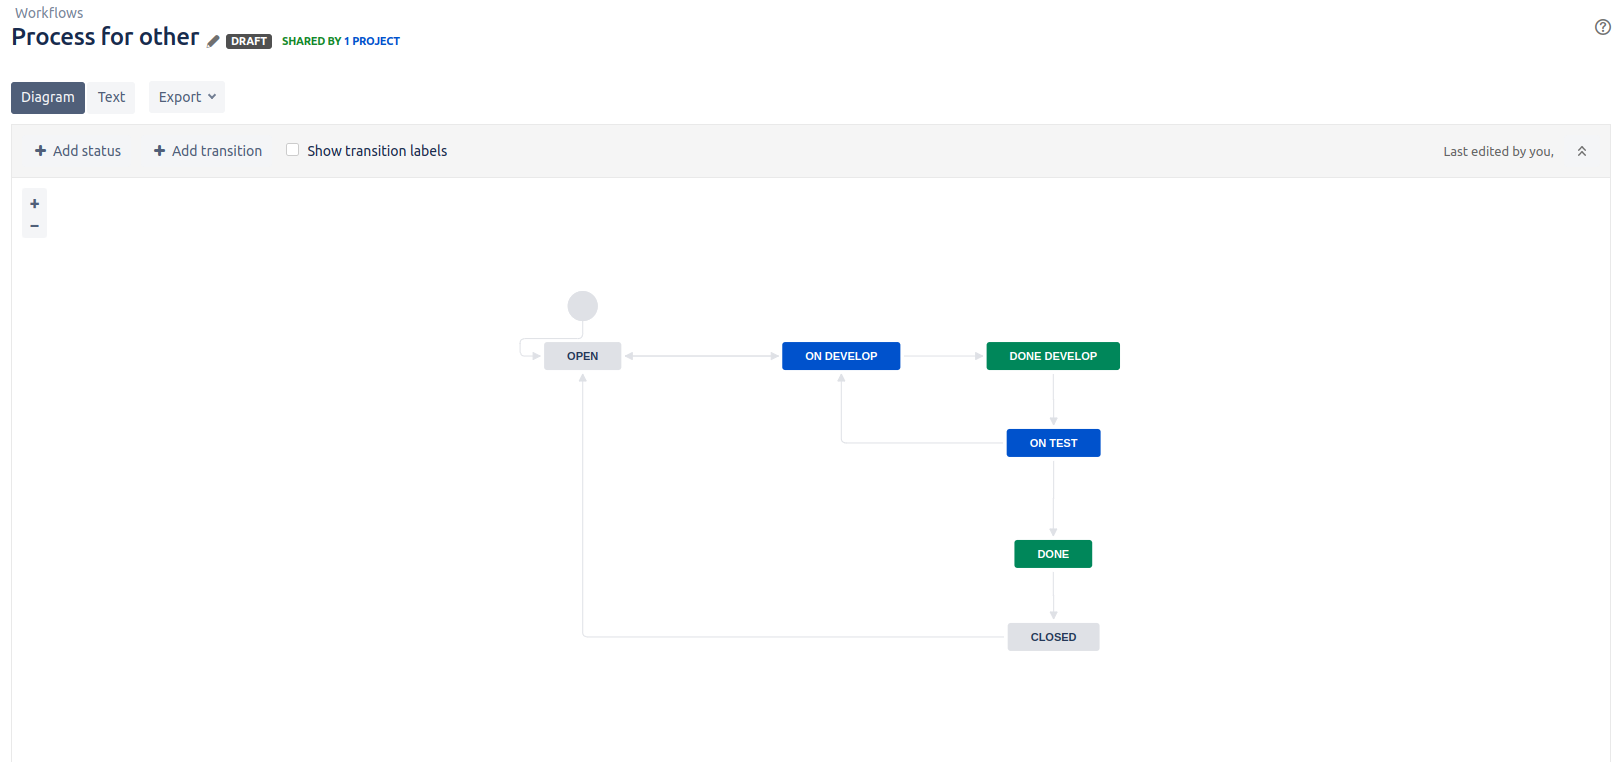 Workflows
Process for other DRAFT SHARED BY 1 PROJECT
Diagram Text Export
Add status Add transition Show transition labels Last edited by you,
OPEN ON DEVELOP DONE DEVELOP
ON TEST
DONE
CLOSED